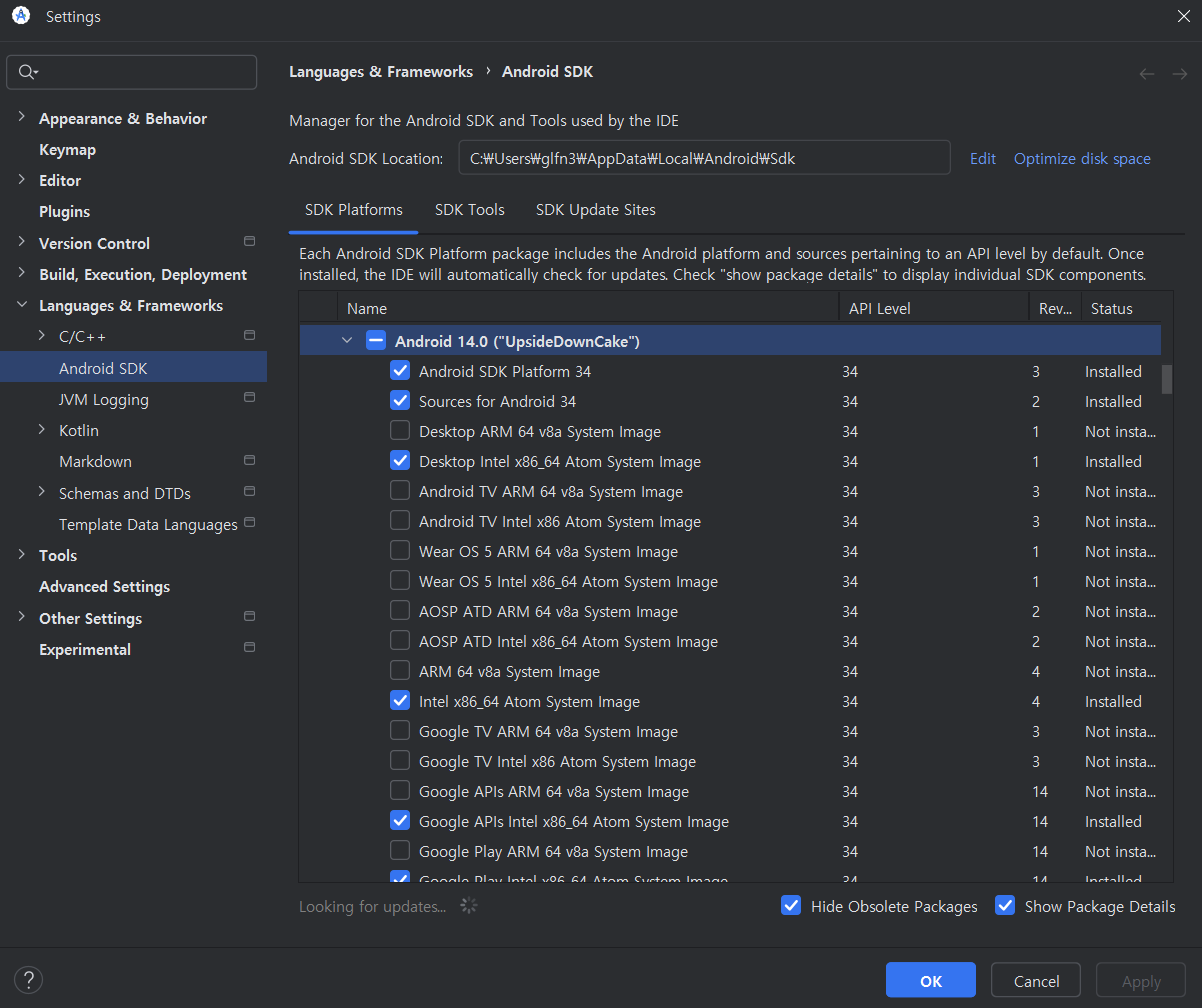 Settings
Languages & Frameworks › Android SDK
Appearance & Behavior
Keymap
Editor
Plugins
Version Control
Build, Execution, Deployment
Languages & Frameworks
C/C++
Android SDK
JVM Logging
Kotlin
Markdown
Schemas and DTDs
Template Data Languages
Tools
Advanced Settings
Other Settings
Experimental
Manager for the Android SDK and Tools used by the IDE
Android SDK Location: C:₩Users₩glfn3₩AppData₩Local₩Android₩Sdk Edit Optimize disk space
SDK Platforms SDK Tools SDK Update Sites
Each Android SDK Platform package includes the Android platform and sources pertaining to an API level by default. Once
installed, the IDE will automatically check for updates. Check "show package details" to display individual SDK components.
Name API Level Rev... Status
Android 14.0 ("UpsideDownCake")
Android SDK Platform 34 34 3 Installed
Sources for Android 34 34 2 Installed
Desktop ARM 64 v8a System Image 34 1 Not insta...
Desktop Intel x86_64 Atom System Image 34 1 Installed
Android TV ARM 64 v8a System Image 34 3 Not insta...
Android TV Intel x86 Atom System Image 34 3 Not insta...
Wear OS 5 ARM 64 v8a System Image 34 1 Not insta...
Wear OS 5 Intel x86_64 Atom System Image 34 1 Not insta...
AOSP ATD ARM 64 v8a System Image 34 2 Not insta...
AOSP ATD Intel x86_64 Atom System Image 34 2 Not insta...
ARM 64 v8a System Image 34 4 Not insta...
Intel x86_64 Atom System Image 34 4 Installed
Google TV ARM 64 v8a System Image 34 3 Not insta...
Google TV Intel x86 Atom System Image 34 3 Not insta...
Google APIs ARM 64 v8a System Image 34 14 Not insta...
Google APIs Intel x86_64 Atom System Image 34 14 Installed
Google Play ARM 64 v8a System Image 34 14 Not insta...
Google Play Intel x86_64 Atom System Image 34 14 Installed
Looking for updates... Hide Obsolete Packages Show Package Details
? OK Cancel Apply